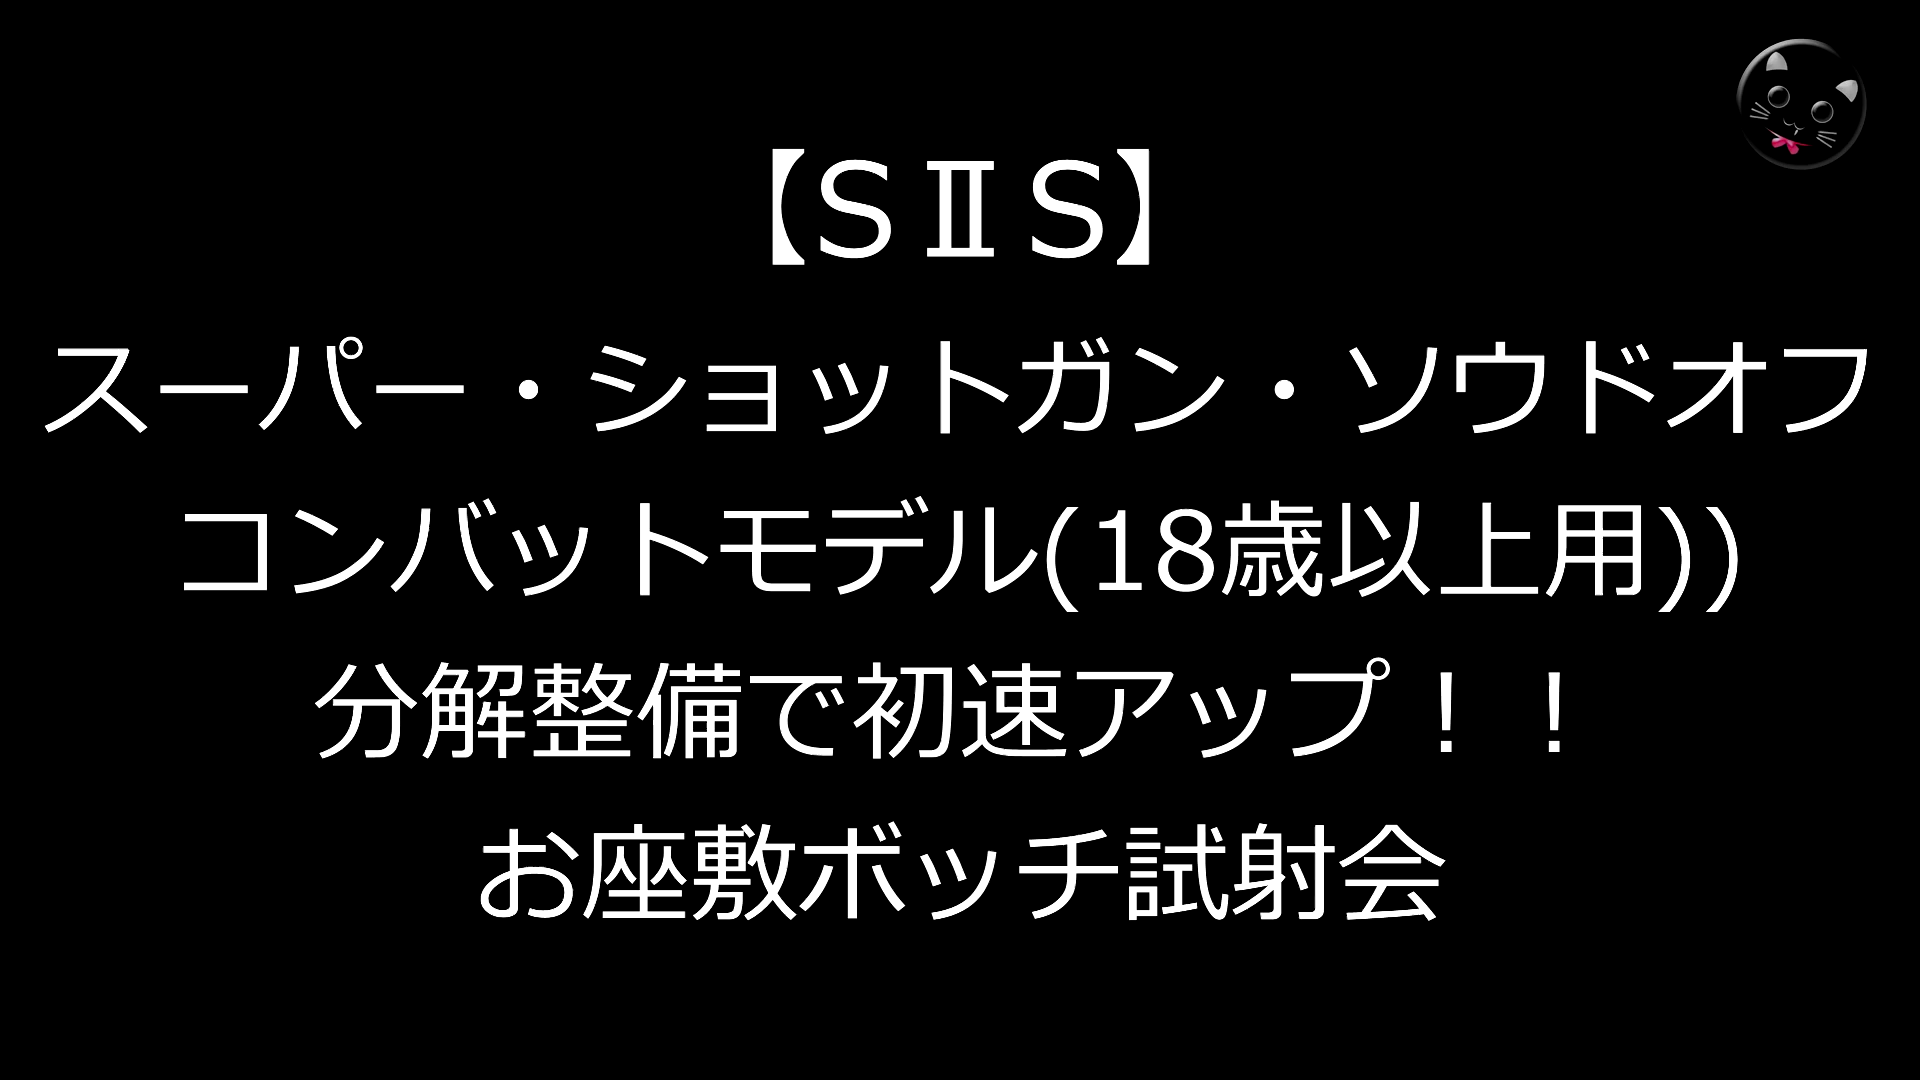 【SⅡS】
スーパー・ショットガン・ソウドオフ
コンバットモデル(18歳以上用))
分解整備で初速アップ！！
お座敷ボッチ試射会